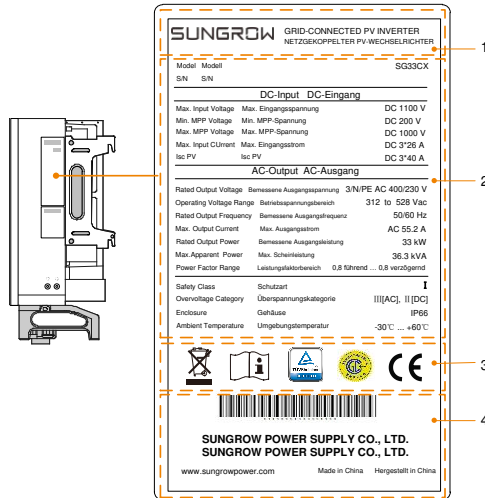 SUNGROW GRID-CONNECTED PV INVERTER
NETZGEKOPPELTER PV-WECHSELRICHTER
1
Model Modell SG33CX
S/N S/N
DC-Input DC-Eingang
Max. Input Voltage Max. Eingangsspannung DC 1100 V
Min. MPP Voltage Min. MPP-Spannung DC 200 V
Max. MPP Voltage Max. MPP-Spannung DC 1000 V
Max. Input CUrrent Max. Eingangsstrom DC 3*26 A
Isc PV Isc PV DC 3*40 A
AC-Output AC-Ausgang
2
Rated Output Voltage Bemessene Ausgangsspannung 3/N/PE AC 400/230 V
Operating Voltage Range Betriebsspannungsbereich 312 to 528 Vac
Rated Output Frequency Bemessene Ausgangsfrequenz 50/60 Hz
Max. Output Current Max. Ausgangsstrom AC 55.2 A
Rated Output Power Bemessene Ausgangsleistung 33 kW
Max.Apparent Power Max. Scheinleistung 36.3 kVA
Power Factor Range Leistungsfaktorbereich 0,8 führend ... 0,8 verzögernd
Safety Class Schutzart I
Overvoltage Category Überspannungskategorie III[AC], II[DC]
Enclosure Gehäuse IP66
Ambient Temperature Umgebungstemperatur -30℃ ... +60℃
3
CE
4
SUNGROW POWER SUPPLY CO., LTD.
SUNGROW POWER SUPPLY CO., LTD.
www.sungrowpower.com Made in China Hergestellt in China